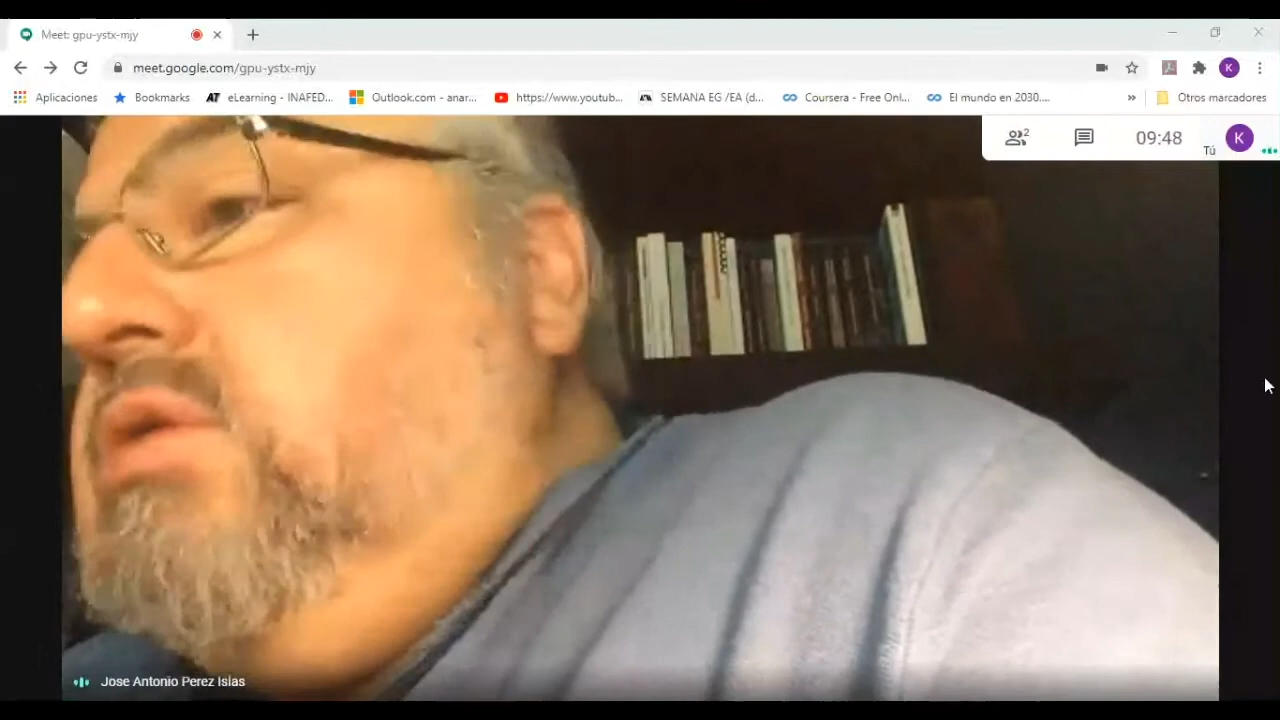 Meet: gpu-ystx-mjy
meet.google.com/gpu-ystx-mjy
K
Aplicaciones
Bookmarks
AT eLearning - INAFED...
Outlook.com - anar...
https://www.youtub...
SEMANA EG /EA (d...
Coursera - Free Onl...
El mundo en 2030....
»
Otros marcadores
2
09:48
Tú
K
Jose Antonio Perez Islas